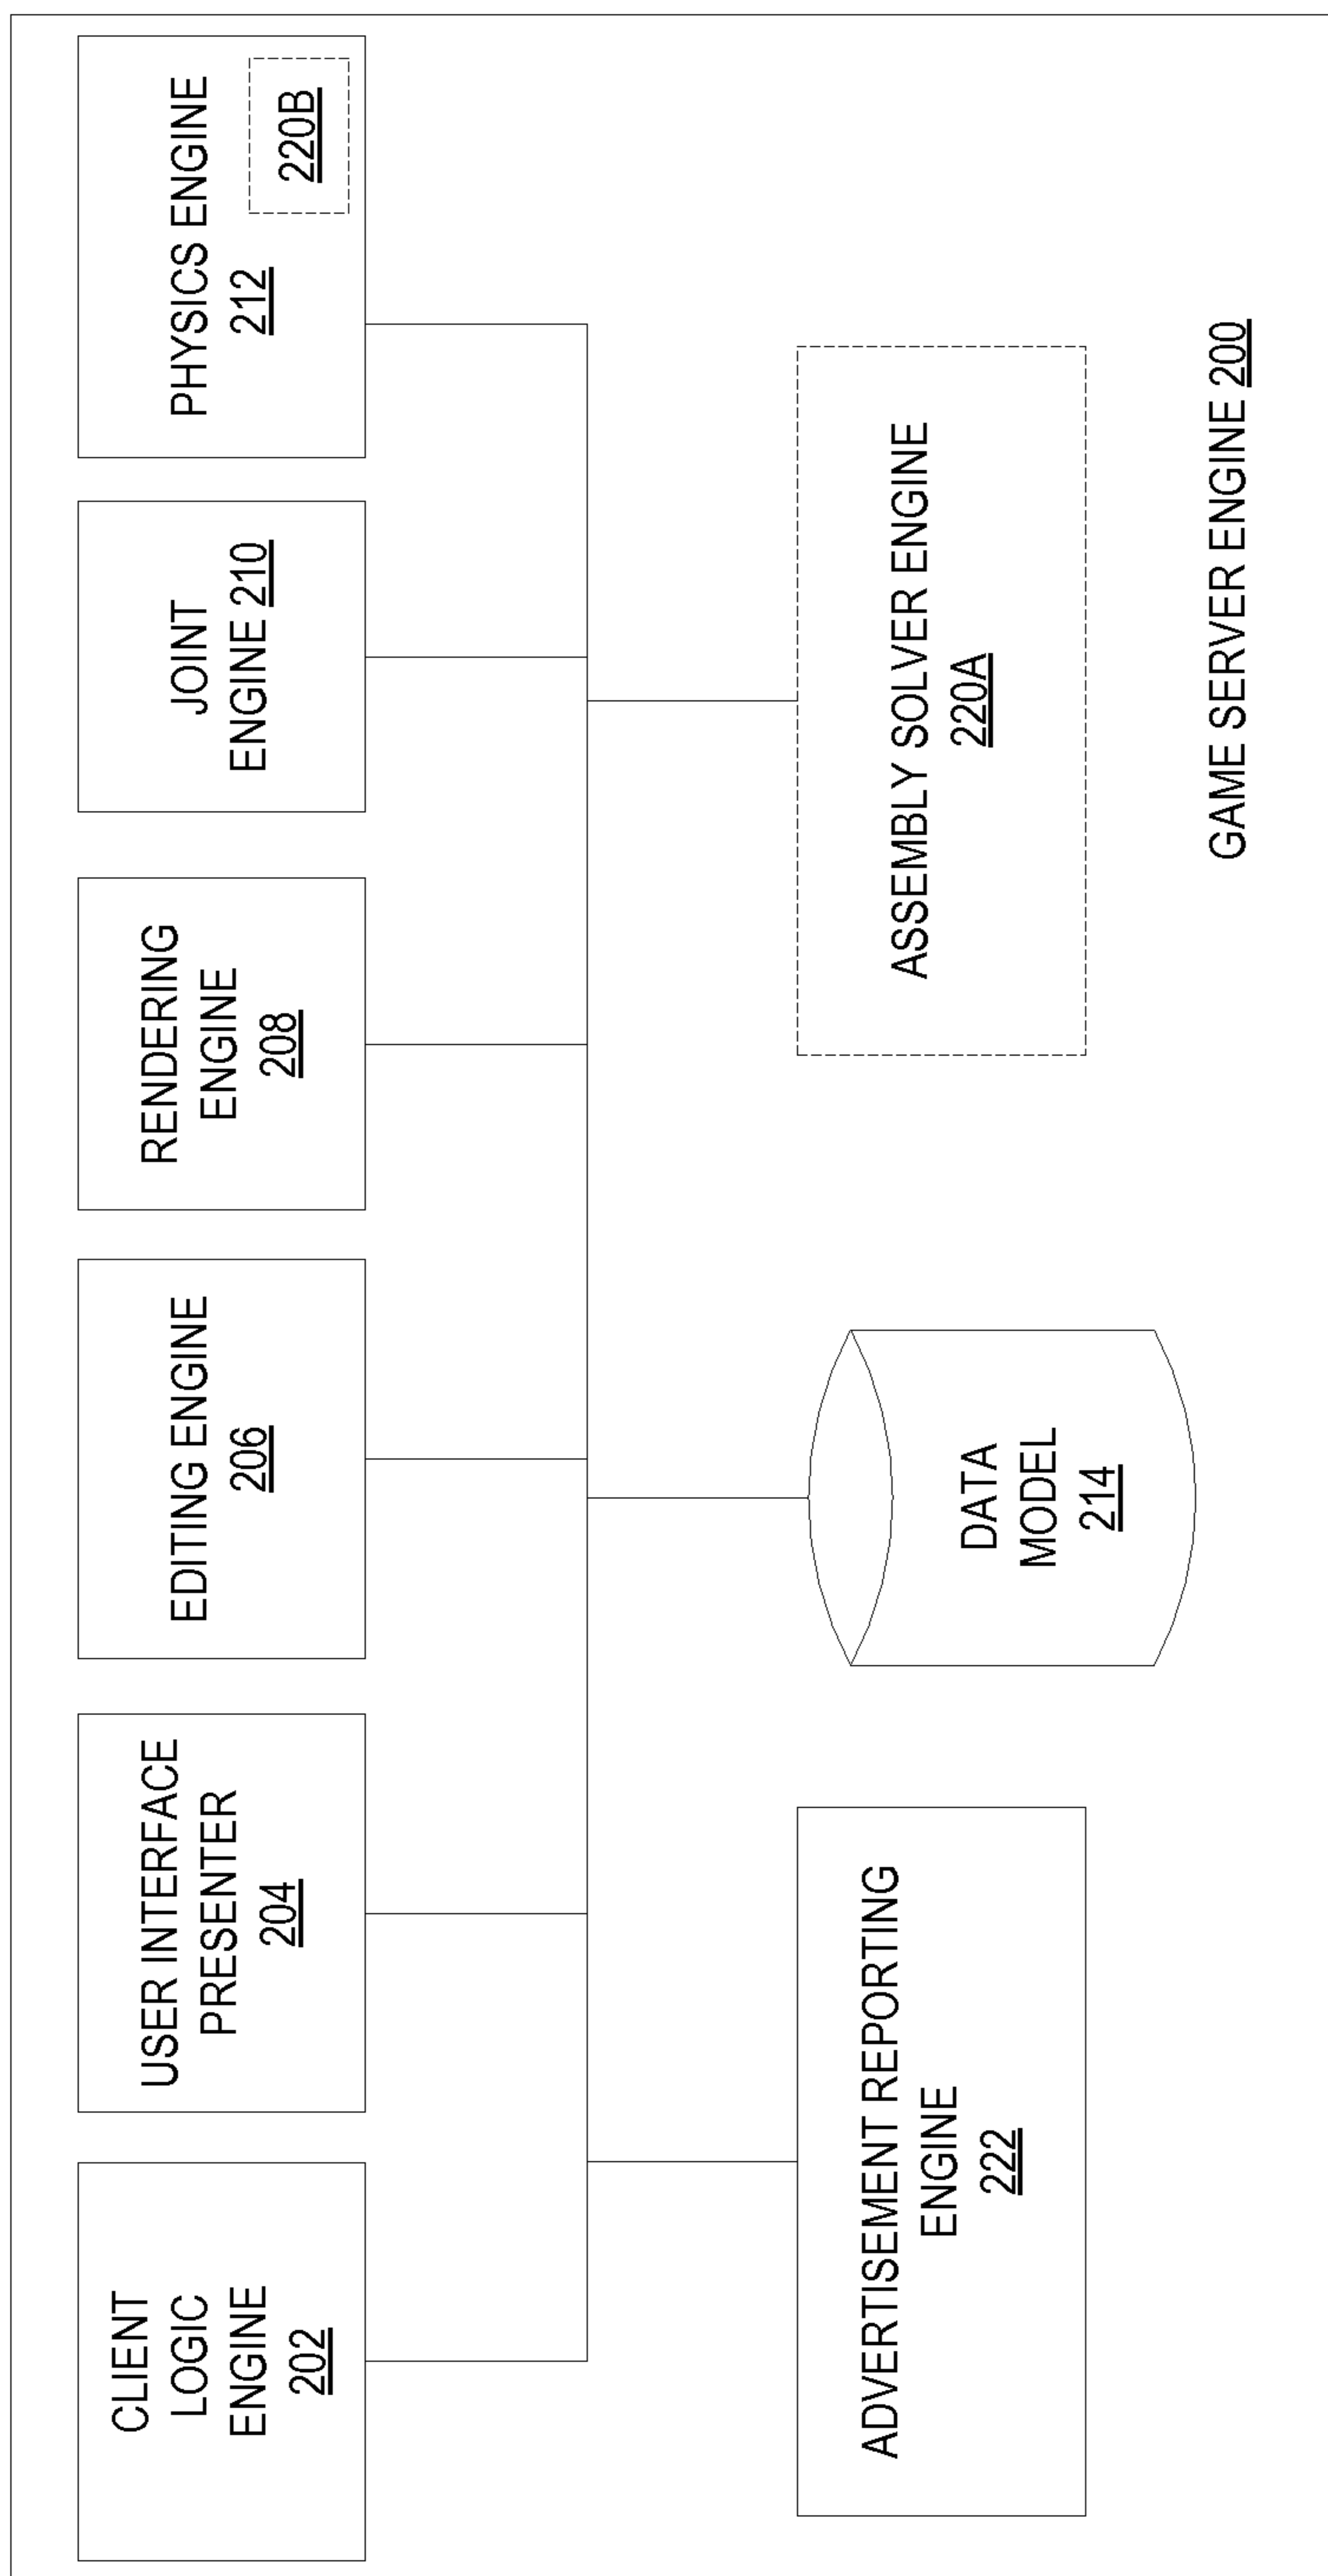 CLIENT
LOGIC
ENGINE
202
USER INTERFACE
PRESENTER
204
EDITING ENGINE
206
RENDERING
ENGINE
208
JOINT
ENGINE 210
PHYSICS ENGINE
212
220B
ADVERTISEMENT REPORTING
ENGINE
222
DATA
MODEL
214
ASSEMBLY SOLVER ENGINE
220A
GAME SERVER ENGINE 200